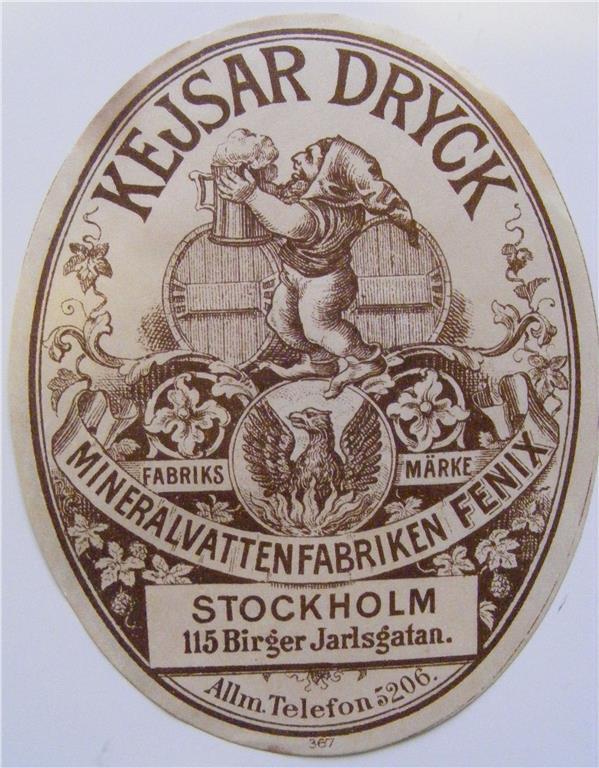 KEJSAR DRYCK
FABRIKS MÄRKE
MINERALVATTENFABRIKEN FENIX
STOCKHOLM
115 Birger Jarlsgatan.
Allm. Telefon 5206.
367